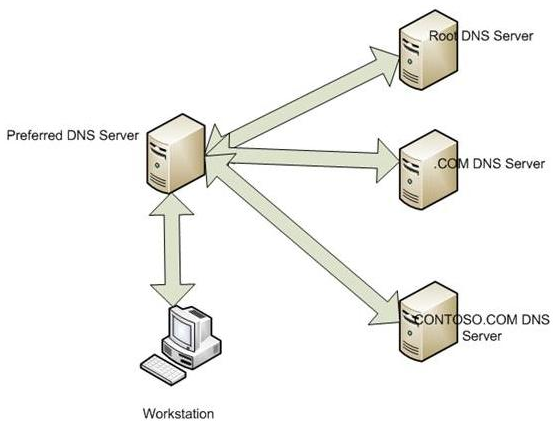 Root DNS Server
Preferred DNS Server
.COM DNS Server
CONTOSO.COM DNS
Server
Workstation